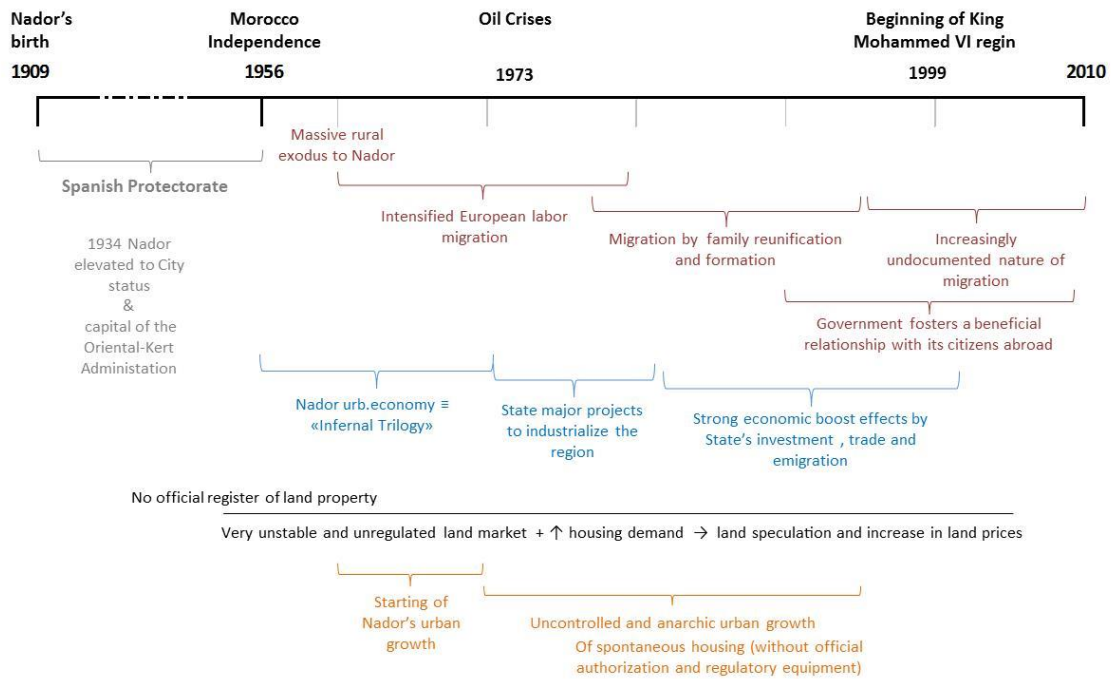 Nador's
birth
1909
Morocco
Independence
1956
Oil Crises
1973
Beginning of King
Mohammed VI regin
1999
2010
Massive rural
exodus to Nador
Spanish Protectorate
Intensified European labor
migration
Migration by family reunification
and formation
Increasingly
undocumented nature of
migration
1934 Nador
elevated to City
status
&
capital of the
Oriental-Kert
Administation
Government fosters a beneficial
relationship with its citizens abroad
Nador urb.economy ≡
«Infernal Trilogy»
State major projects
to industrialize the
region
Strong economic boost effects by
State's investment , trade and
emigration
No official register of land property
Very unstable and unregulated land market + ↑ housing demand → land speculation and increase in land prices
Starting of
Nador's urban
growth
Uncontrolled and anarchic urban growth
Of spontaneous housing (without official
authorization and regulatory equipment)